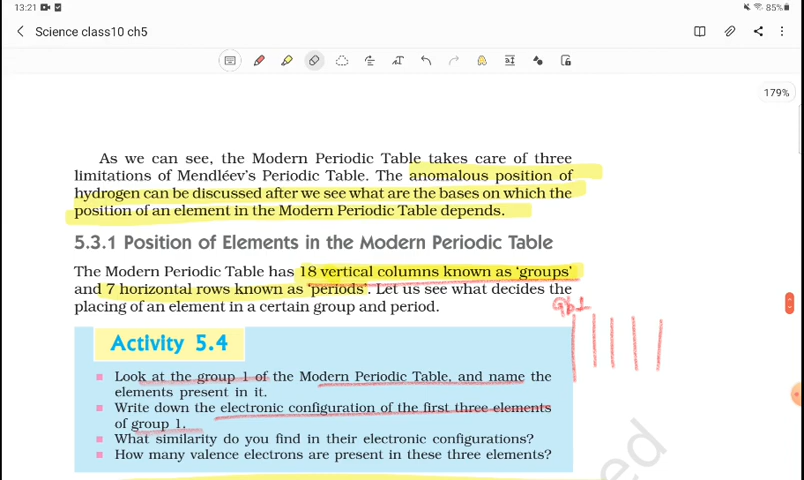 13:21
85%
Science class10 ch5
179%
As we can see, the Modern Periodic Table takes care of three
limitations of Mendléev's Periodic Table. The anomalous position of
hydrogen can be discussed after we see what are the bases on which the
position of an element in the Modern Periodic Table depends.
5.3.1 Position of Elements in the Modern Periodic Table
The Modern Periodic Table has 18 vertical columns known as 'groups'
and 7 horizontal rows known as 'periods'. Let us see what decides the
placing of an element in a certain group and period.
Activity 5.4
Look at the group 1 of the Modern Periodic Table, and name the
elements present in it.
Write down the electronic configuration of the first three elements
of group 1.
What similarity do you find in their electronic configurations?
How many valence electrons are present in these three elements?